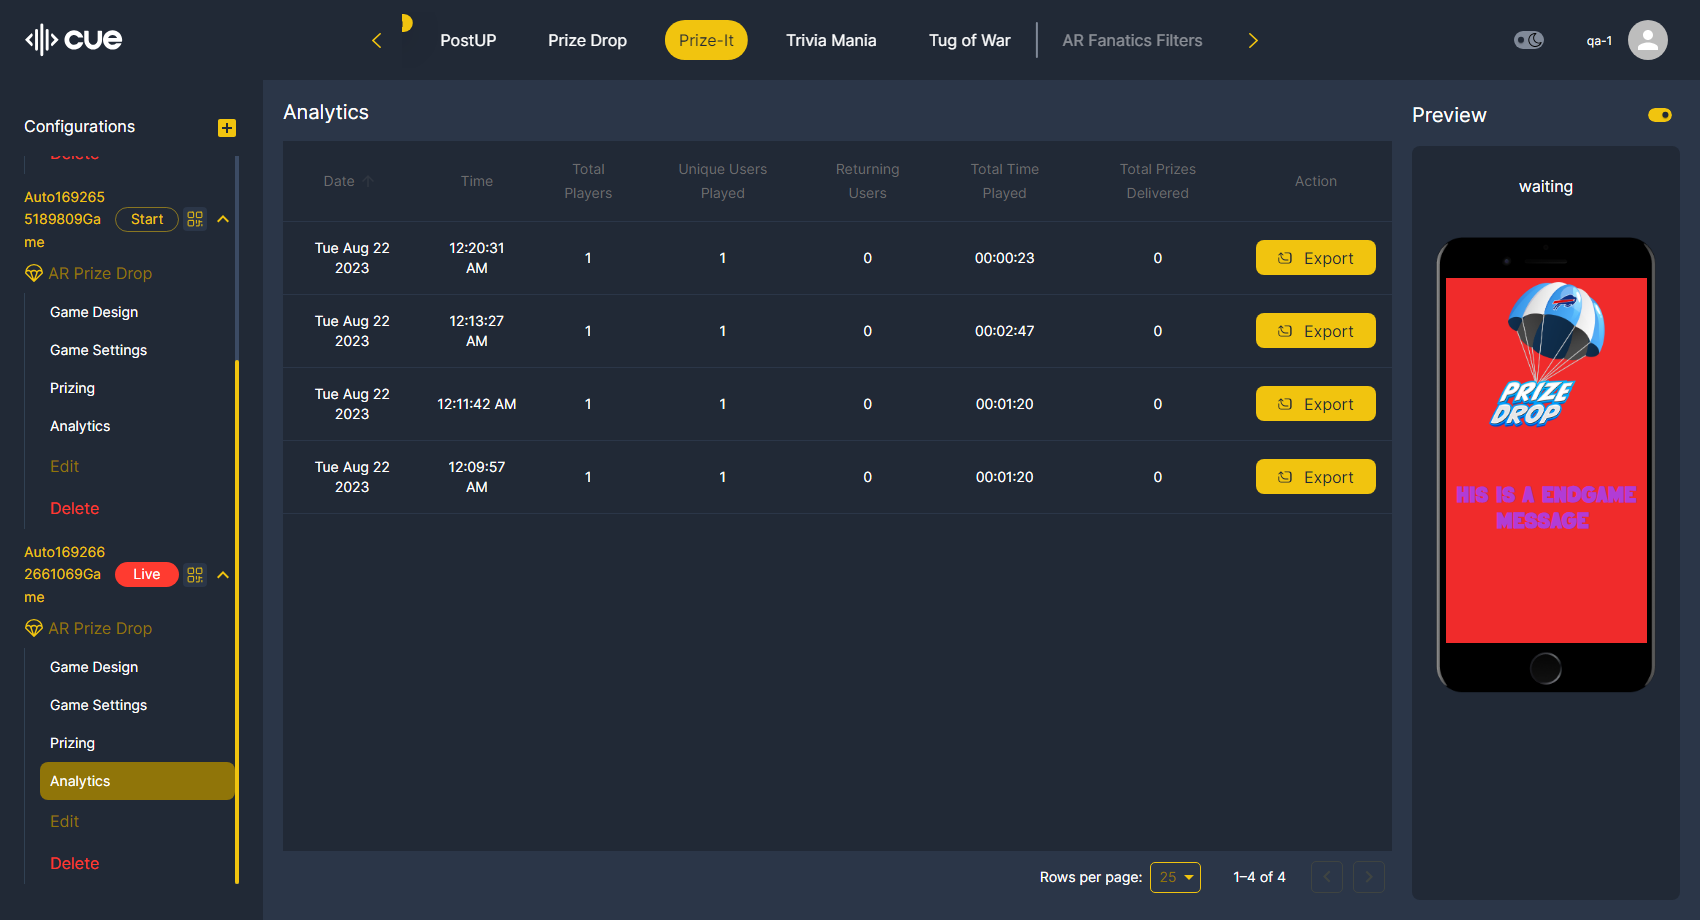 cue
PostUP
Prize Drop
Prize-It
Trivia Mania
Tug of War
AR Fanatics Filters
qa-1
Configurations
Delete
Auto169265
5189809Ga
me
Start
AR Prize Drop
Game Design
Game Settings
Prizing
Analytics
Edit
Delete
Auto169266
2661069Ga
me
Live
AR Prize Drop
Game Design
Game Settings
Prizing
Analytics
Edit
Delete
Analytics
Date Time Total Players Unique Users Played Returning Users Total Time Played Total Prizes Delivered Action
Tue Aug 22 2023 12:20:31 AM 1 1 0 00:00:23 0 Export
Tue Aug 22 2023 12:13:27 AM 1 1 0 00:02:47 0 Export
Tue Aug 22 2023 12:11:42 AM 1 1 0 00:01:20 0 Export
Tue Aug 22 2023 12:09:57 AM 1 1 0 00:01:20 0 Export
Rows per page: 25 1–4 of 4
Preview
waiting
PRIZE
DROP
HIS IS A ENDGAME
MESSAGE